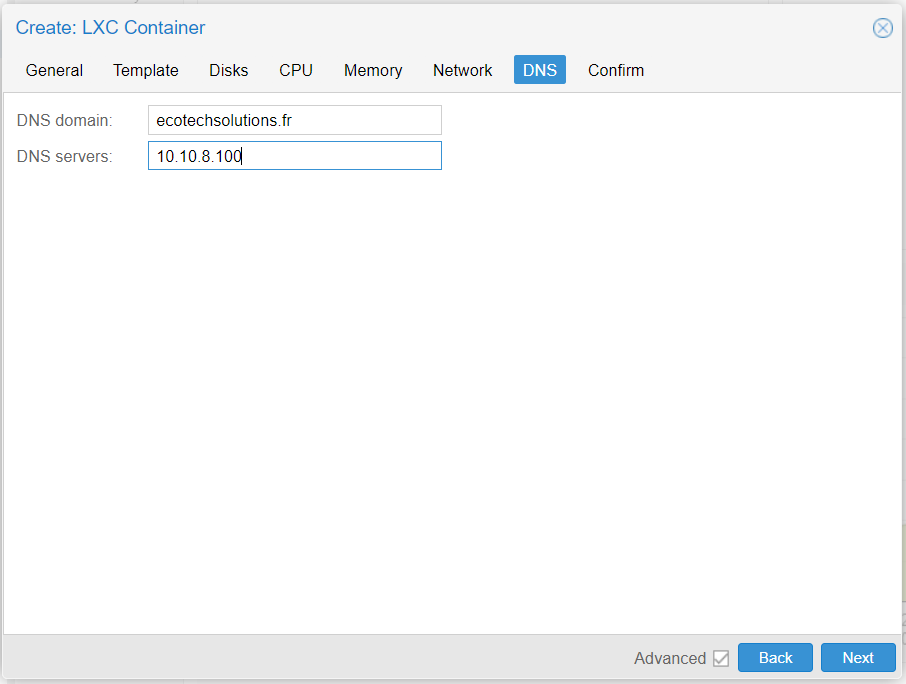 Create: LXC Container
General Template Disks CPU Memory Network DNS Confirm
DNS domain: ecotechsolutions.fr
DNS servers: 10.10.8.100
Advanced Back Next